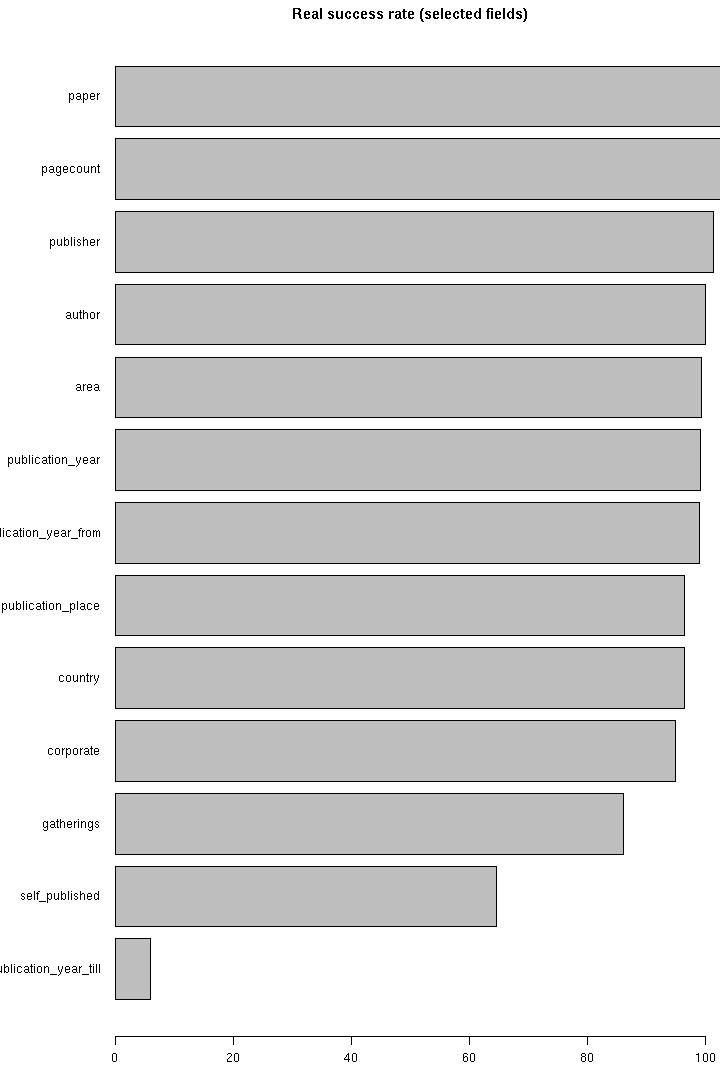 Real success rate (selected fields)
paper
pagecount
publisher
author
area
publication_year
lication_year_from
publication_place
country
corporate
gatherings
self_published
ublication_year_till
0 20 40 60 80 100